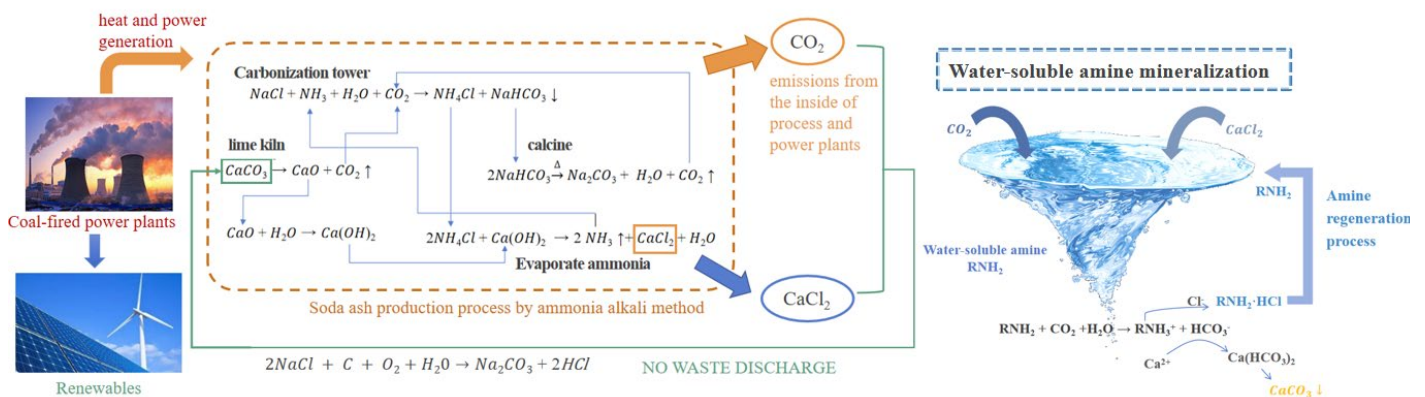 heat and power
generation
Coal-fired power plants
Renewables
Carbonization tower
NaCl + NH₃ + H₂O + CO₂ → NH₄Cl + NaHCO₃ ↓
lime kiln
CaCO₃ → CaO + CO₂ ↑
calcine
2NaHCO₃ →Δ Na₂CO₃ + H₂O + CO₂ ↑
CaO + H₂O → Ca(OH)₂
2NH₄Cl + Ca(OH)₂ → 2 NH₃ ↑ + CaCl₂ + H₂O
Evaporate ammonia
Soda ash production process by ammonia alkali method
2NaCl + C + O₂ + H₂0 → Na₂CO₃ + 2HCl
NO WASTE DISCHARGE
CO₂
emissions from
the inside of
process and
power plants
CaCl₂
Water-soluble amine mineralization
CO₂
CaCl₂
RNH₂
Amine
regeneration
process
Water-soluble amine
RNH₂
Cl⁻
RNH₂·HCl
RNH₂ + CO₂ +H₂O → RNH₃⁺ + HCO₃⁻
Ca²⁺
Ca(HCO₃)₂
CaCO₃ ↓